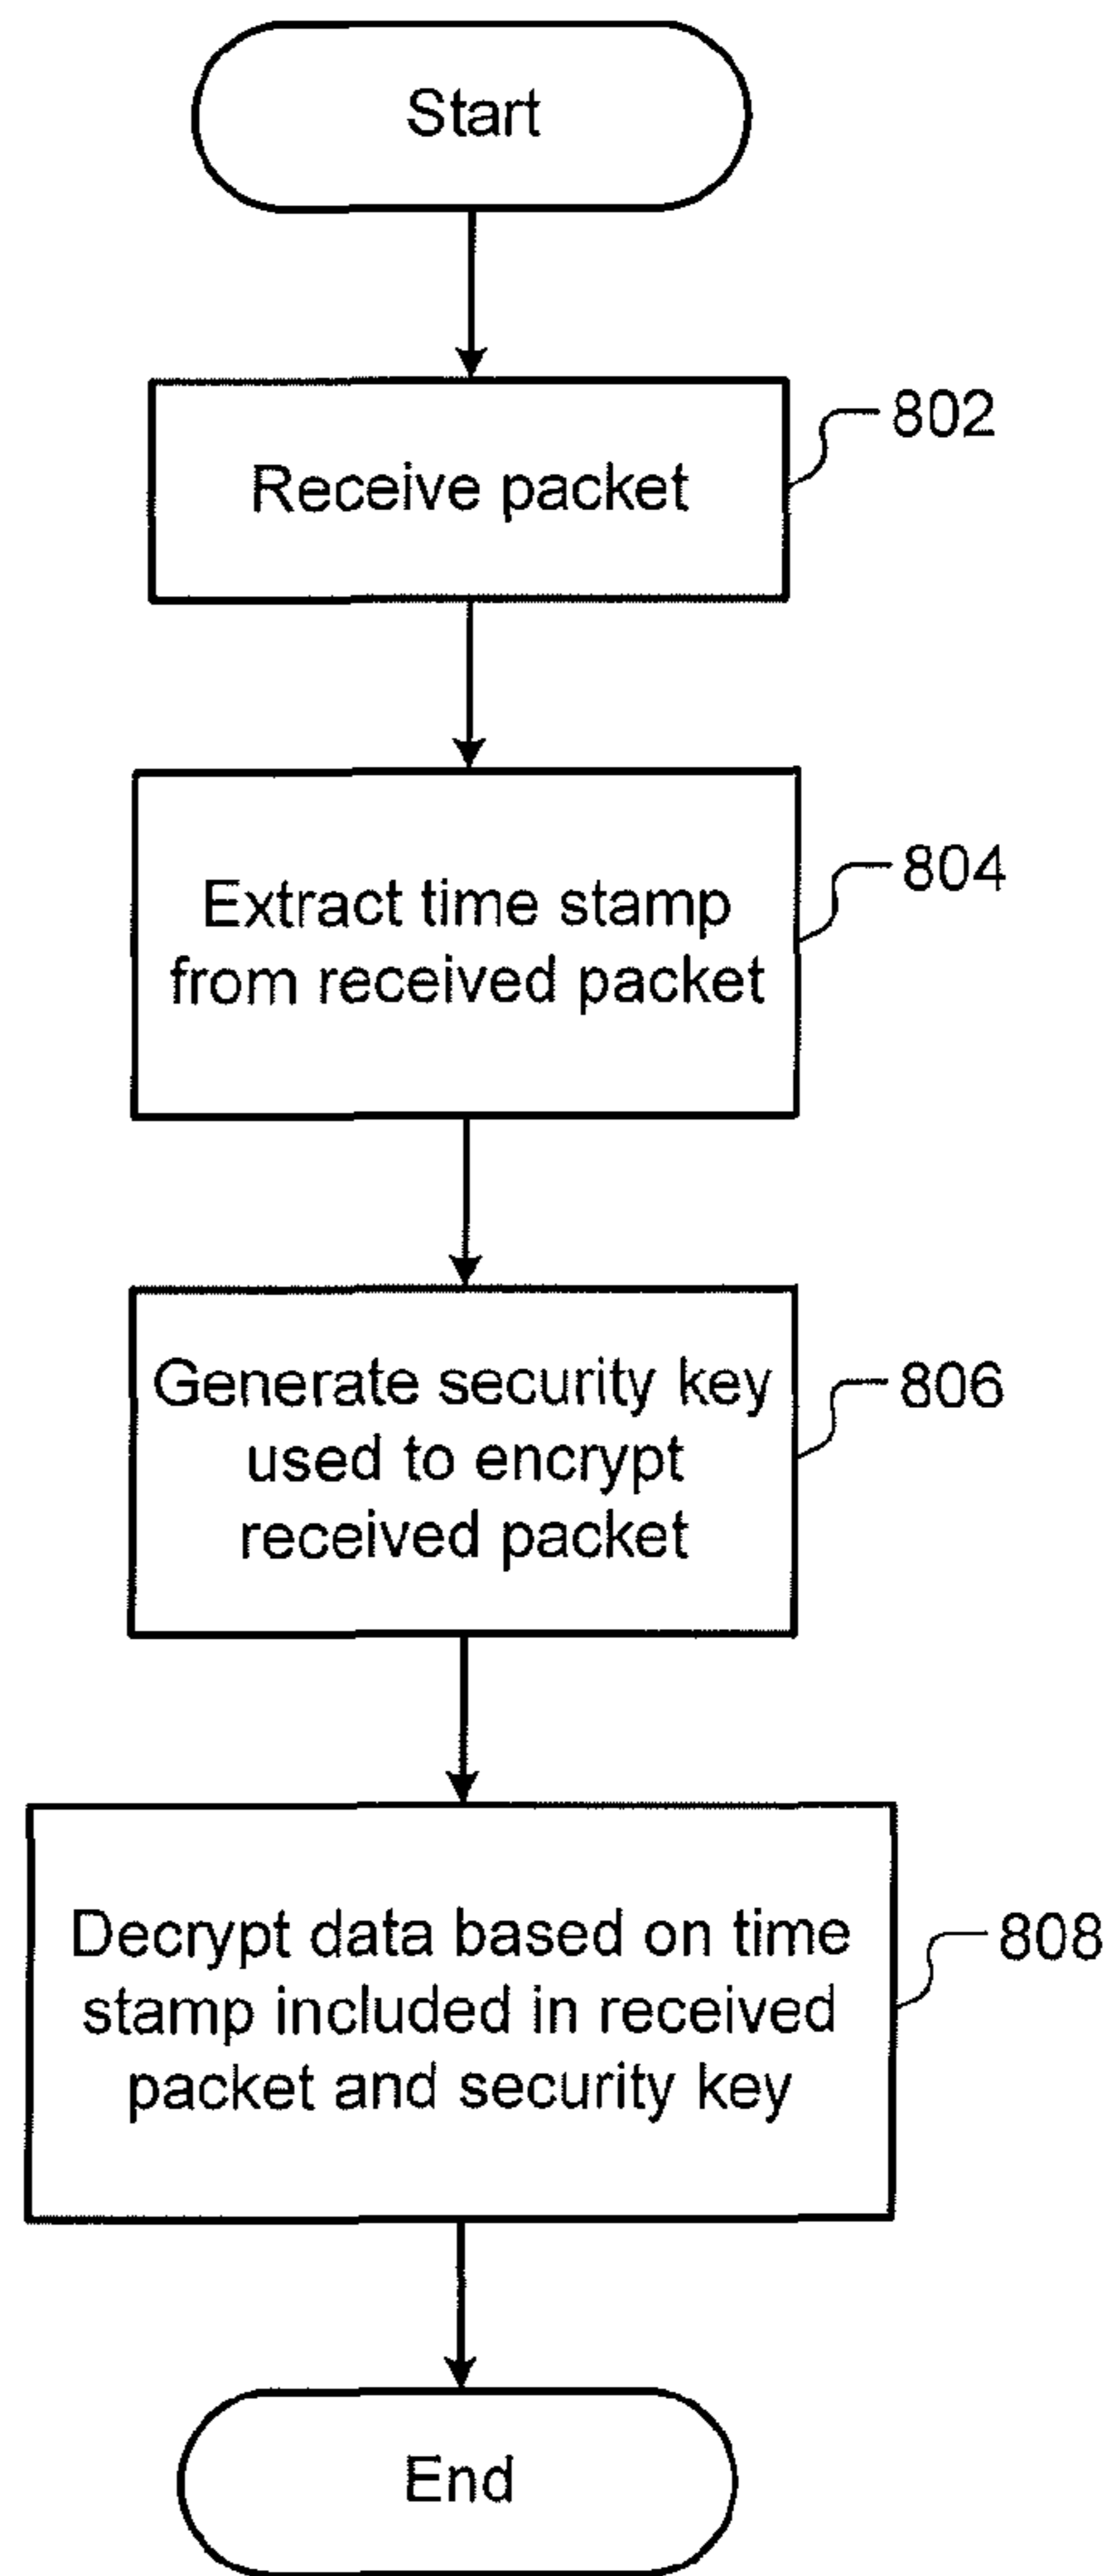 Start
802
Receive packet
804
Extract time stamp
from received packet
806
Generate security key
used to encrypt
received packet
808
Decrypt data based on time
stamp included in received
packet and security key
End